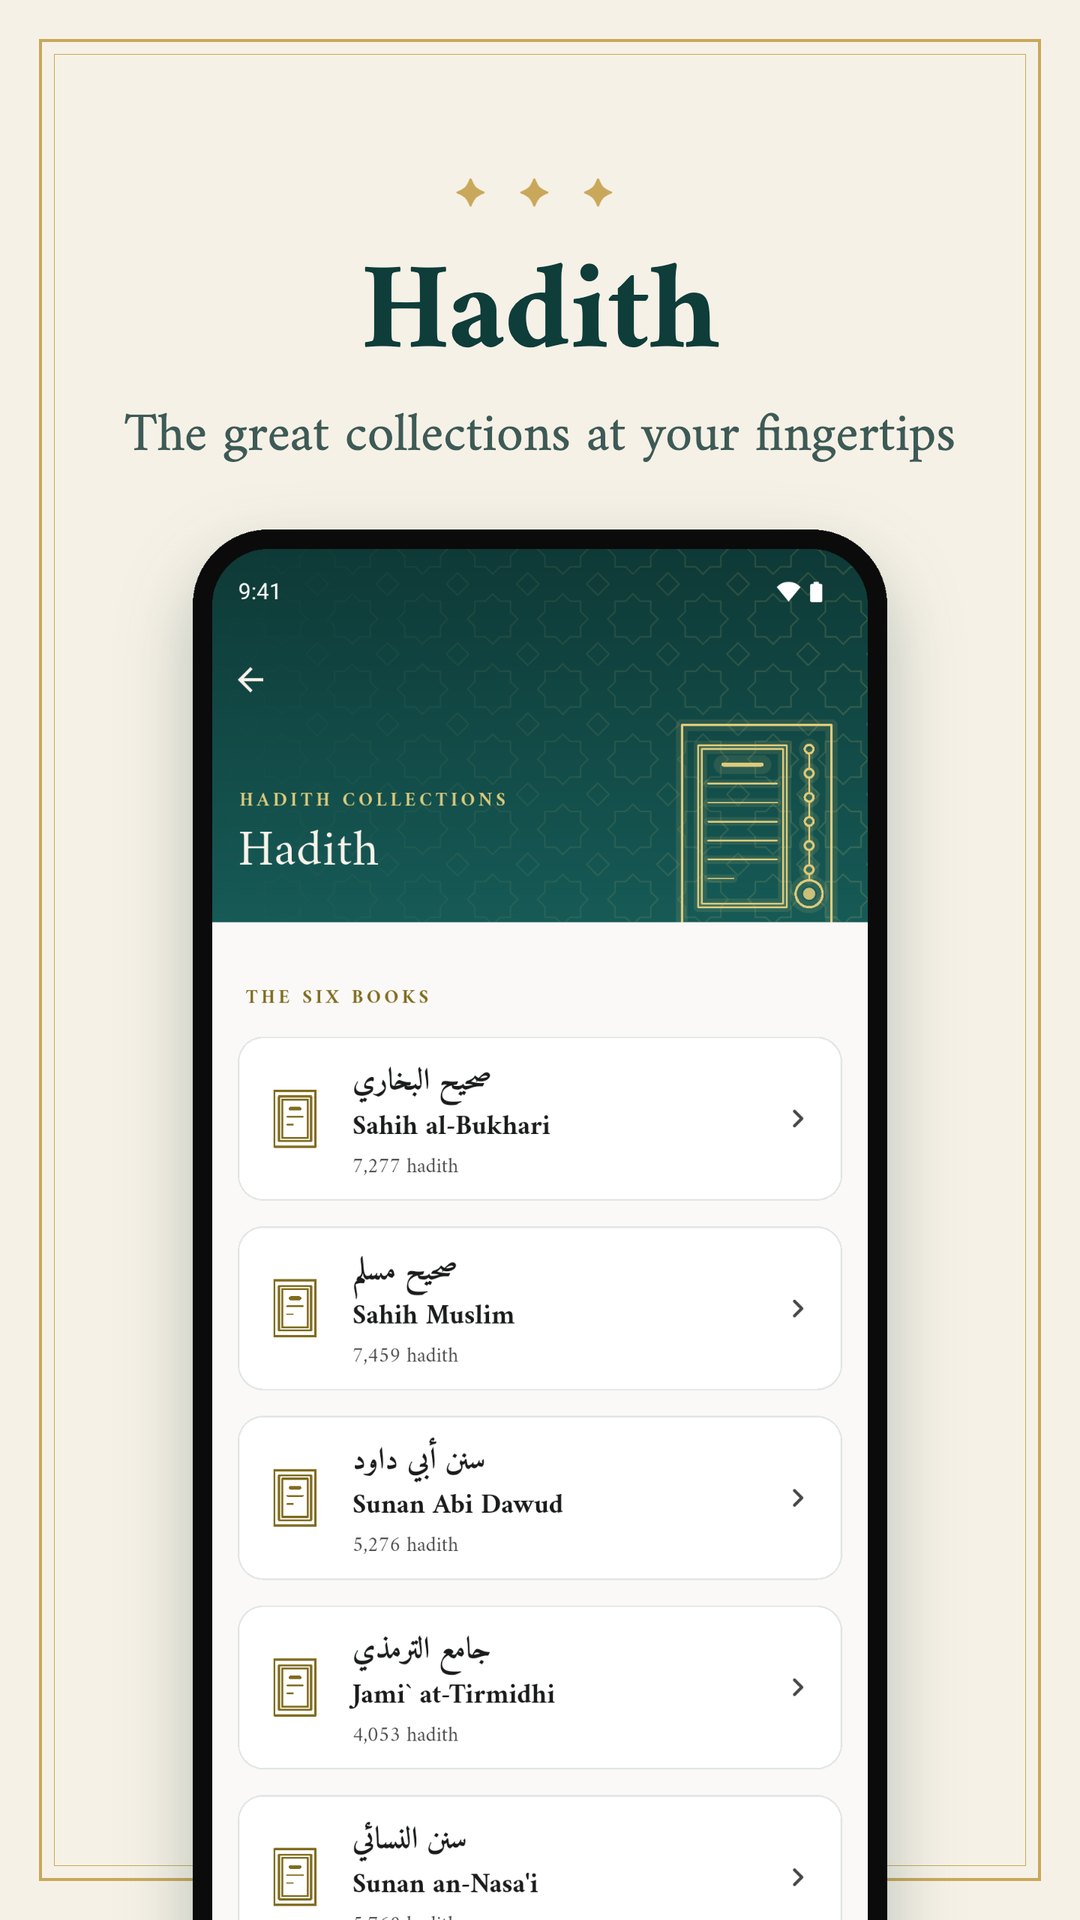 Hadith
The great collections at your fingertips
9:41
HADITH COLLECTIONS
Hadith
THE SIX BOOKS
صحيح البخاري
Sahih al-Bukhari
7,277 hadith
صحيح مسلم
Sahih Muslim
7,459 hadith
سنن أبي داود
Sunan Abi Dawud
5,276 hadith
جامع الترمذي
Jami` at-Tirmidhi
4,053 hadith
سنن النسائي
Sunan an-Nasa'i